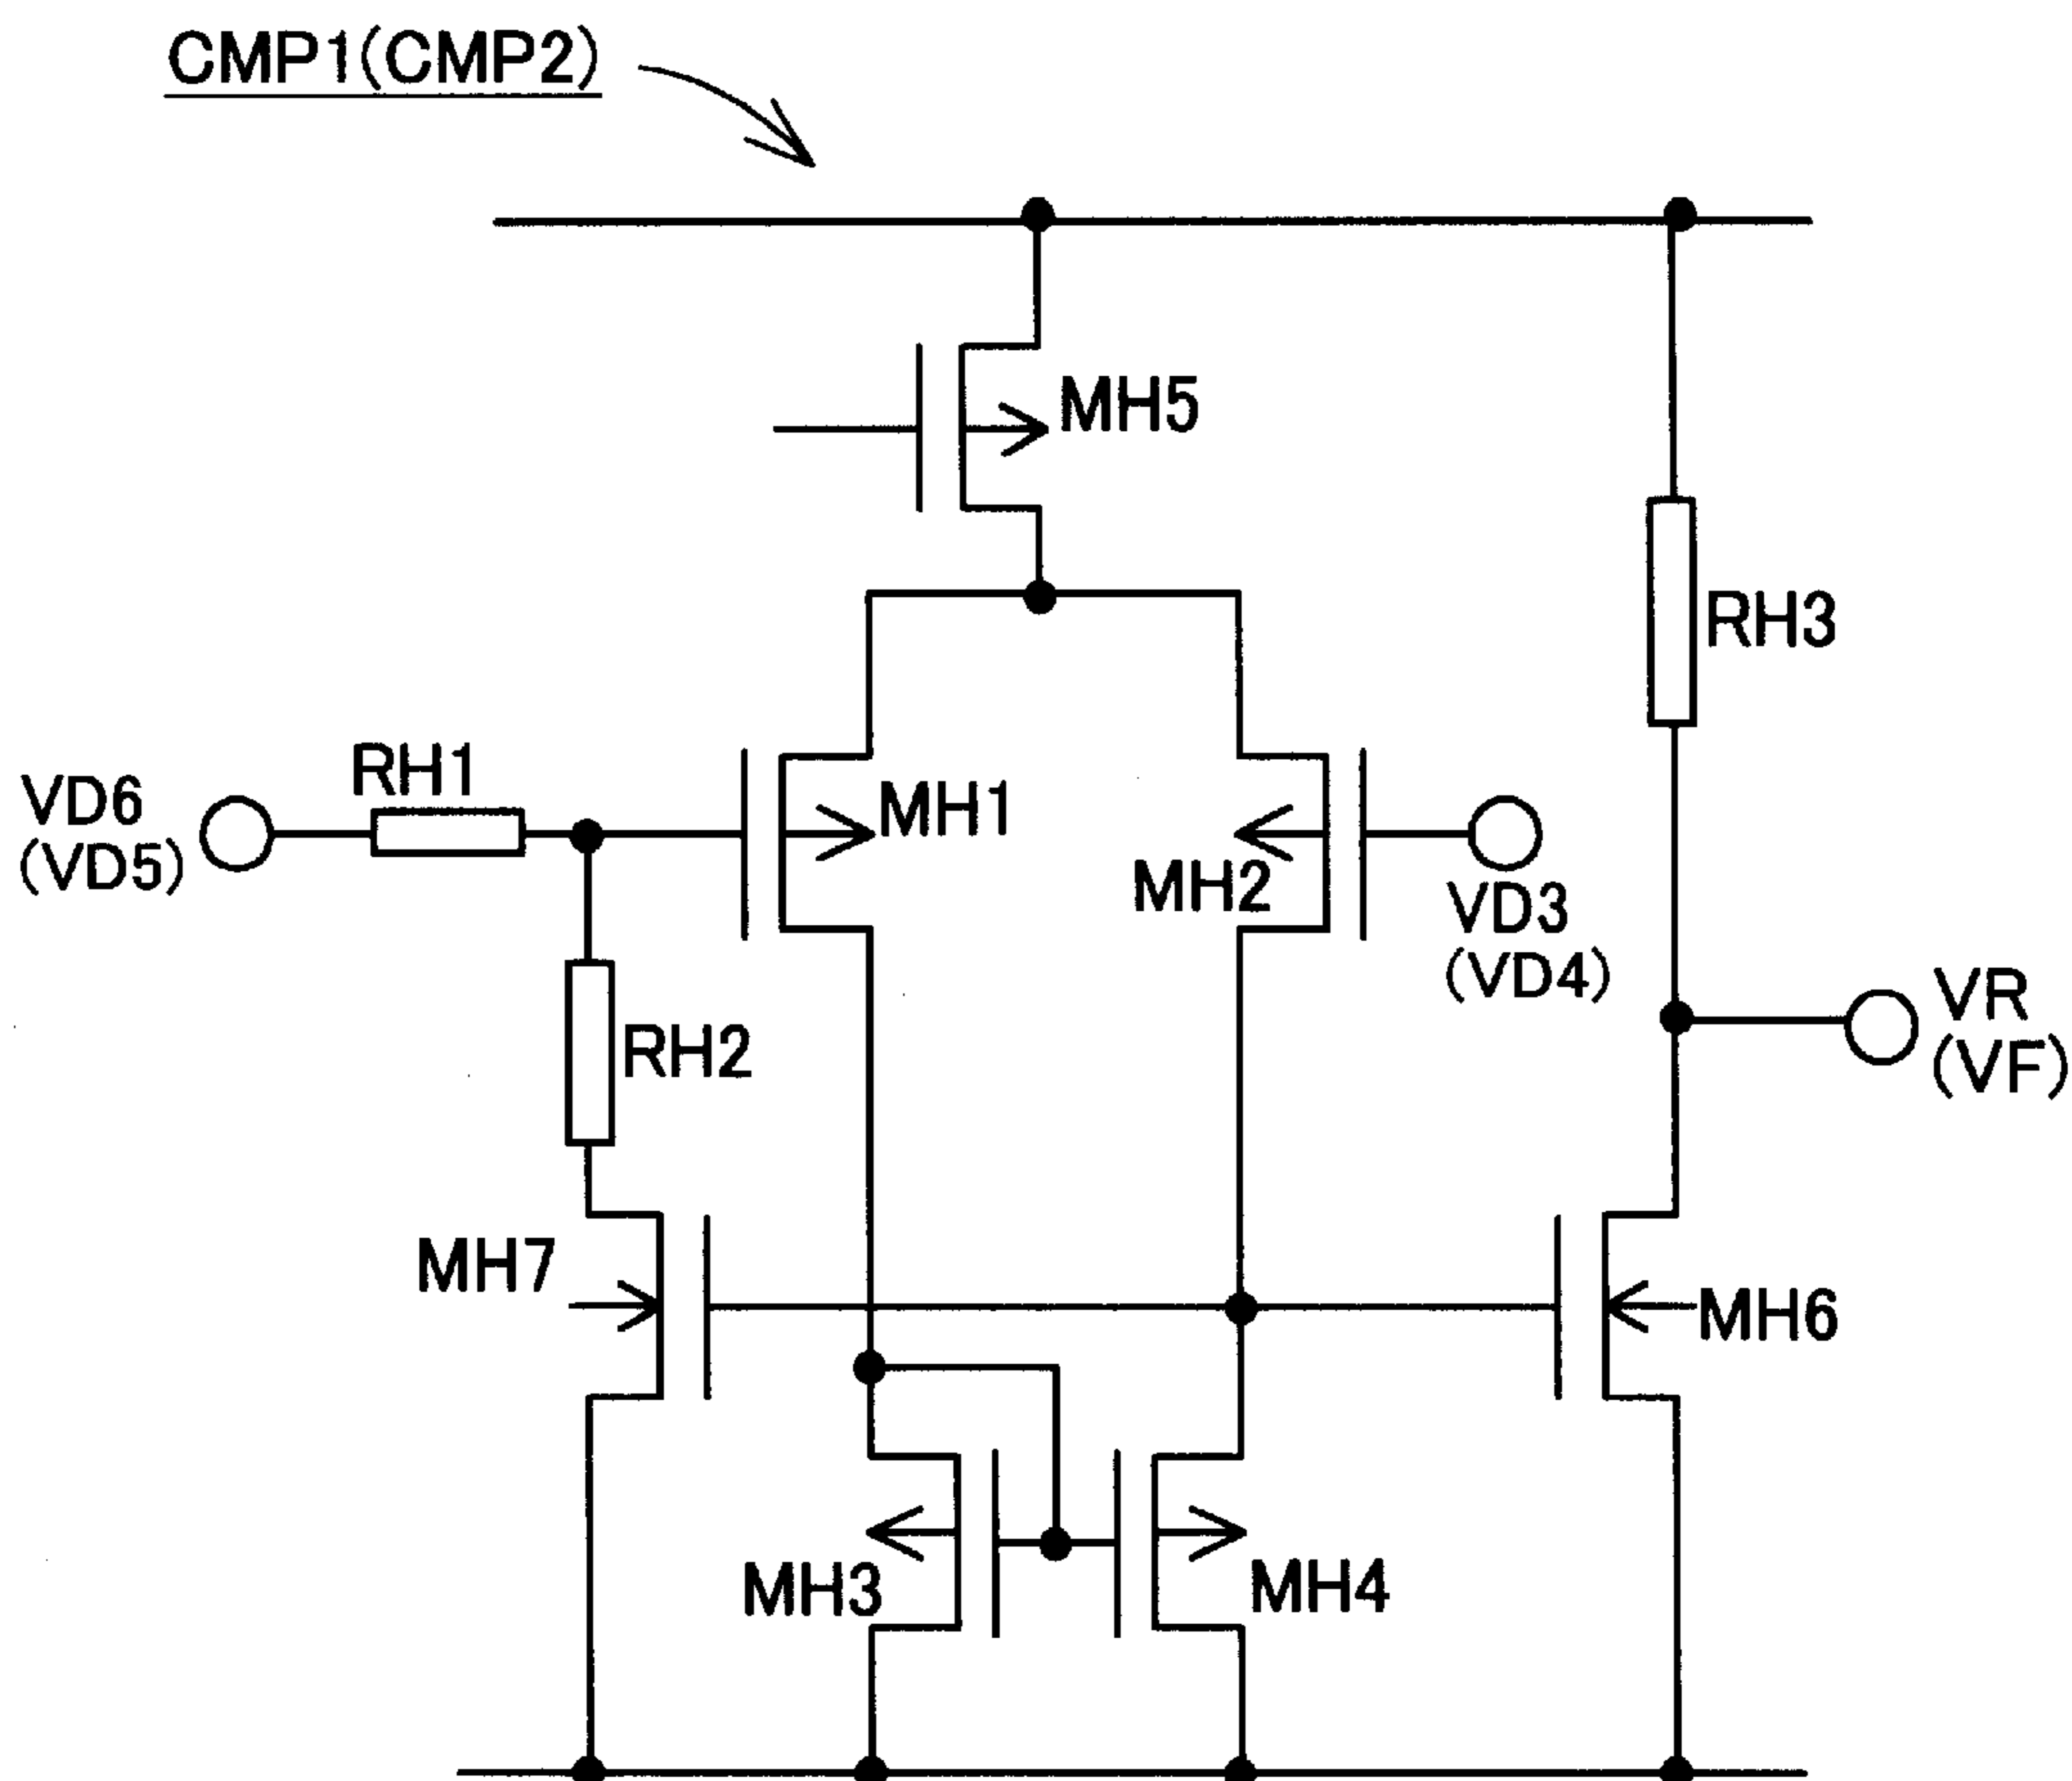 CMP1(CMP2)
MH5
RH3
RH1
VD6
(VD5)
MH1
MH2
VD3
(VD4)
VR
(VF)
RH2
MH7
MH6
MH3
MH4